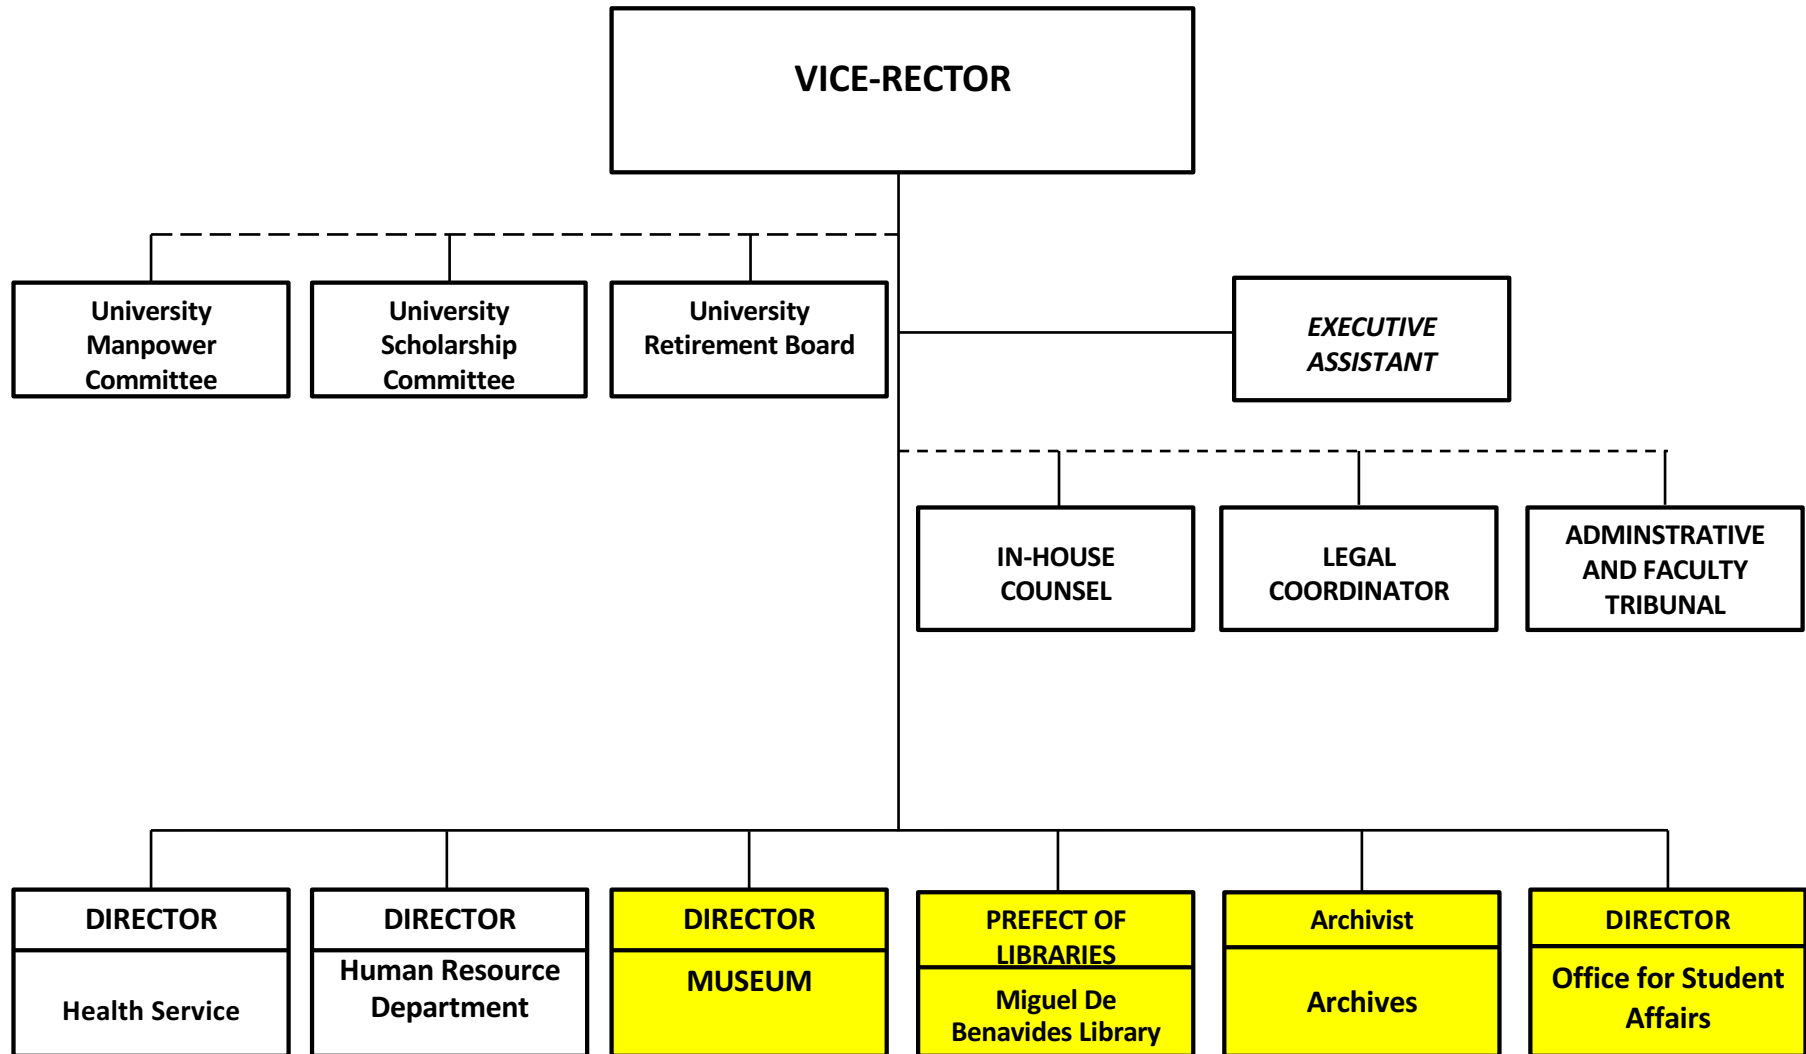 VICE-RECTOR
University
Manpower
Committee
University
Scholarship
Committee
University
Retirement Board
EXECUTIVE
ASSISTANT
IN-HOUSE
COUNSEL
LEGAL
COORDINATOR
ADMINSTRATIVE
AND FACULTY
TRIBUNAL
DIRECTOR
Health Service
DIRECTOR
Human Resource
Department
DIRECTOR
MUSEUM
PREFECT OF
LIBRARIES
Miguel De
Benavides Library
Archivist
Archives
DIRECTOR
Office for Student
Affairs